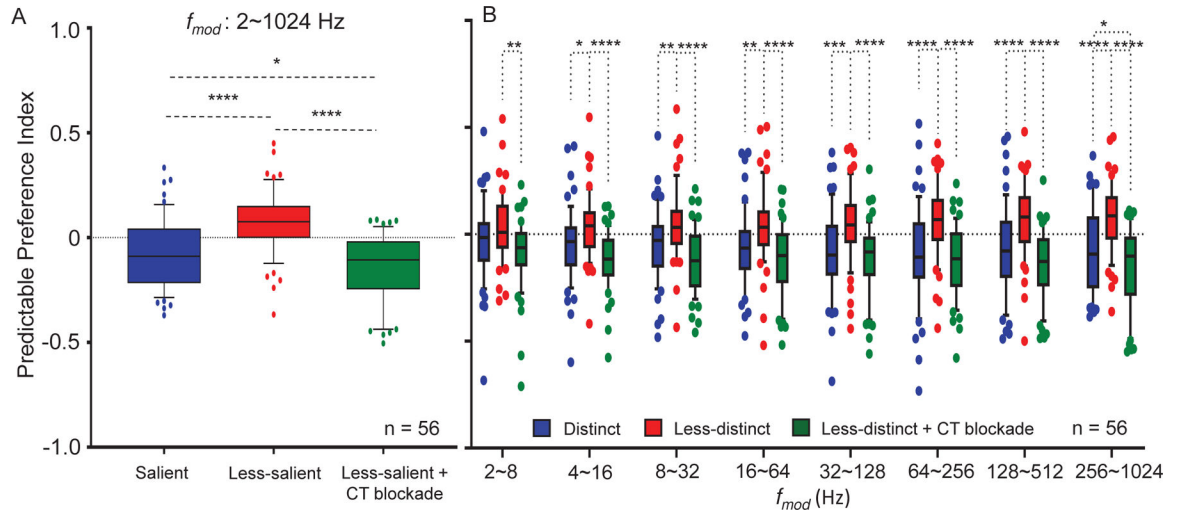 A
f_mod: 2~1024 Hz
Predictable Preference Index
1.0
0.5
0
-0.5
-1.0
*
****
****
n = 56
Salient
Less-salient
Less-salient +
CT blockade
B
*
** * **** ** **** ** **** *** **** **** **** **** **** **** ****
Distinct
Less-distinct
Less-distinct + CT blockade
n = 56
2~8 4~16 8~32 16~64 32~128 64~256 128~512 256~1024
f_mod (Hz)